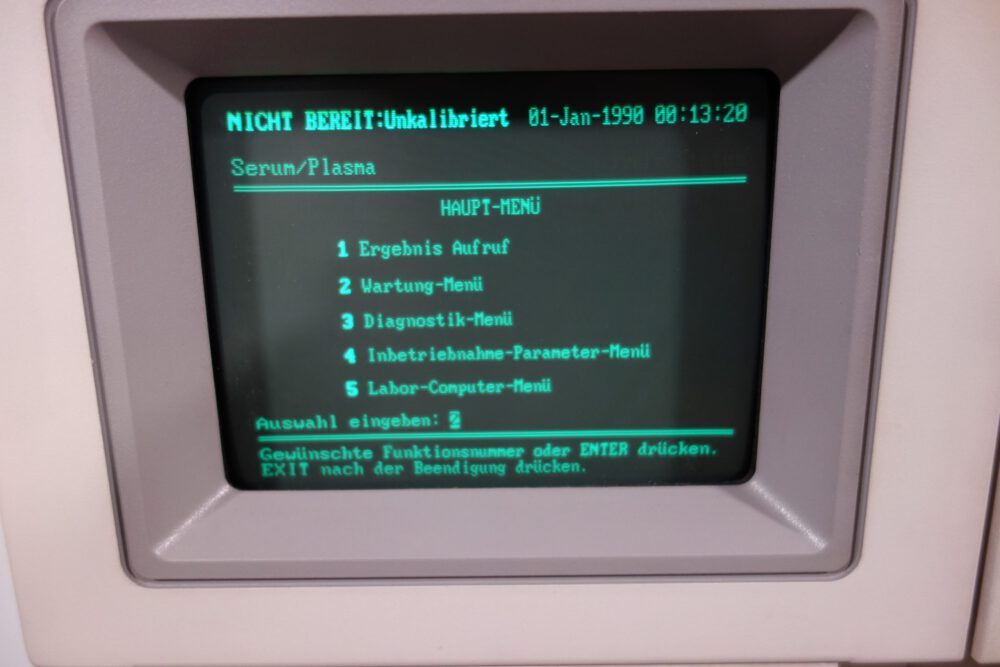 NICHT BEREIT:Unkalibriert 01-Jan-1990 00:13:20
Serum/Plasma
HAUPT-MENÜ
1 Ergebnis Aufruf
2 Wartung-Menü
3 Diagnostik-Menü
4 Inbetriebnahme-Parameter-Menü
5 Labor-Computer-Menü
Auswahl eingeben: 2
Gewünschte Funktionsnummer oder ENTER drücken.
EXIT nach der Beendigung drücken.